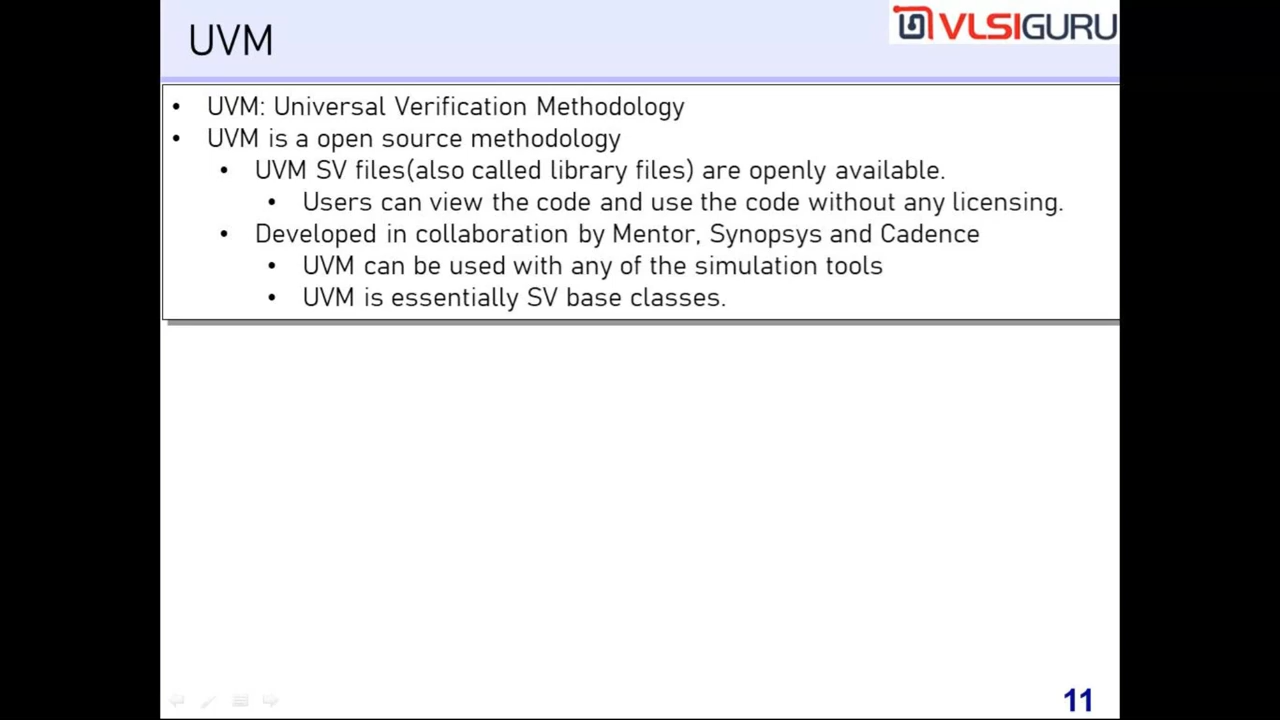 UVM
VLSIGURU
• UVM: Universal Verification Methodology
• UVM is a open source methodology
• UVM SV files(also called library files) are openly available.
• Users can view the code and use the code without any licensing.
• Developed in collaboration by Mentor, Synopsys and Cadence
• UVM can be used with any of the simulation tools
• UVM is essentially SV base classes.
11